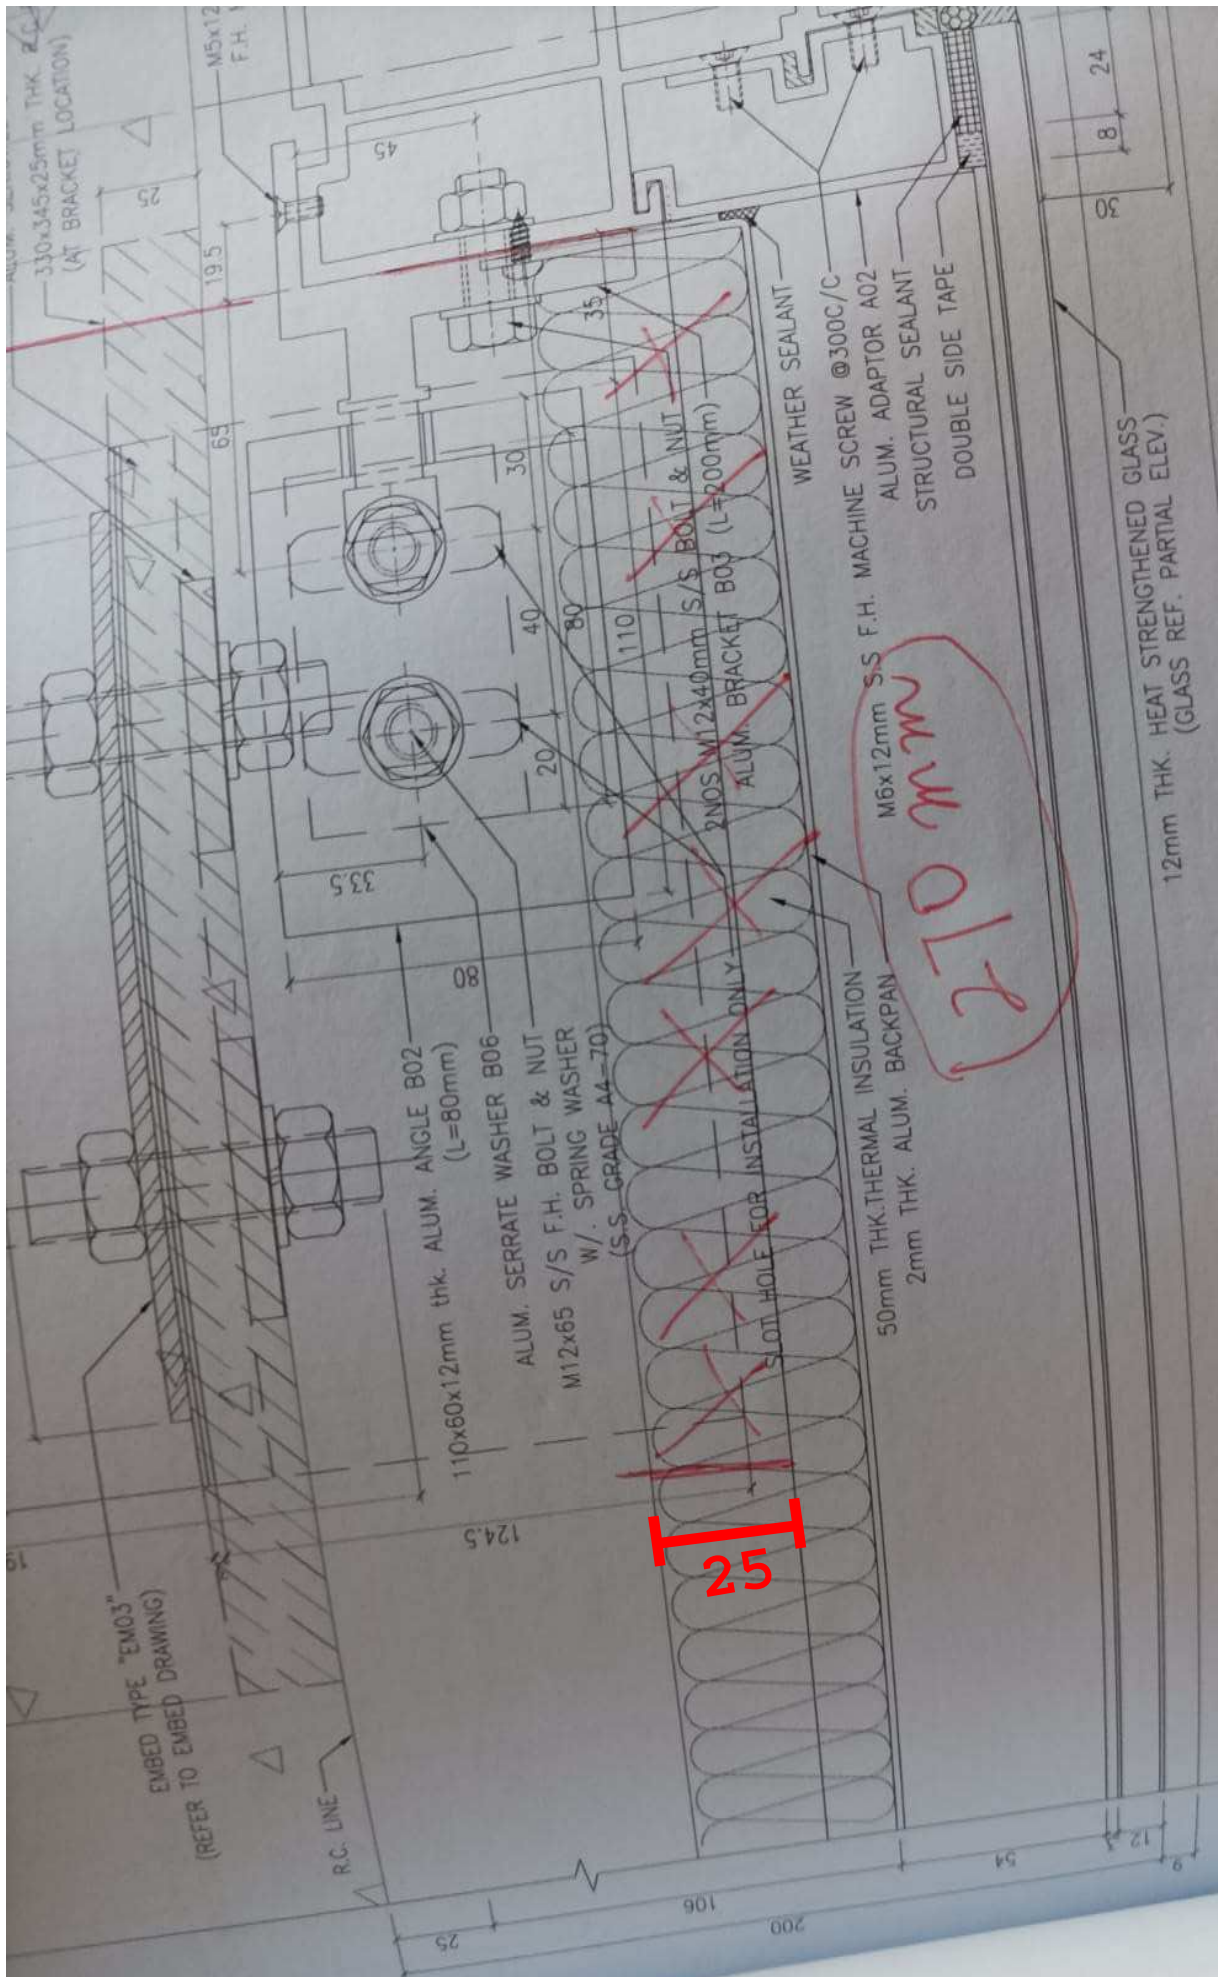 330x345x25mm THK.
(AT BRACKET LOCATION)
M5x12
F.H.
25
19.5
45
65
35
30
40
80
110
20
33.5
80
24
8
30
WEATHER SEALANT
M6x12mm S.S F.H. MACHINE SCREW @300C/C
ALUM. ADAPTOR A02
STRUCTURAL SEALANT
DOUBLE SIDE TAPE
2NOS M12x40mm S/S BOLT & NUT
ALUM. BRACKET B03 (L=200mm)
12mm THK. HEAT STRENGTHENED GLASS
(GLASS REF. PARTIAL ELEV.)
270 mm
110x60x12mm thk. ALUM. ANGLE B02
(L=80mm)
ALUM. SERRATE WASHER B06
M12x65 S/S F.H. BOLT & NUT
W/. SPRING WASHER
(S.S. GRADE A4-70)
SLOT HOLE FOR INSTALLATION ONLY
50mm THK.THERMAL INSULATION
2mm THK. ALUM. BACKPAN
124.5
25
19
EMBED TYPE "EM03"
(REFER TO EMBED DRAWING)
R.C. LINE
25
106
200
54
12
9